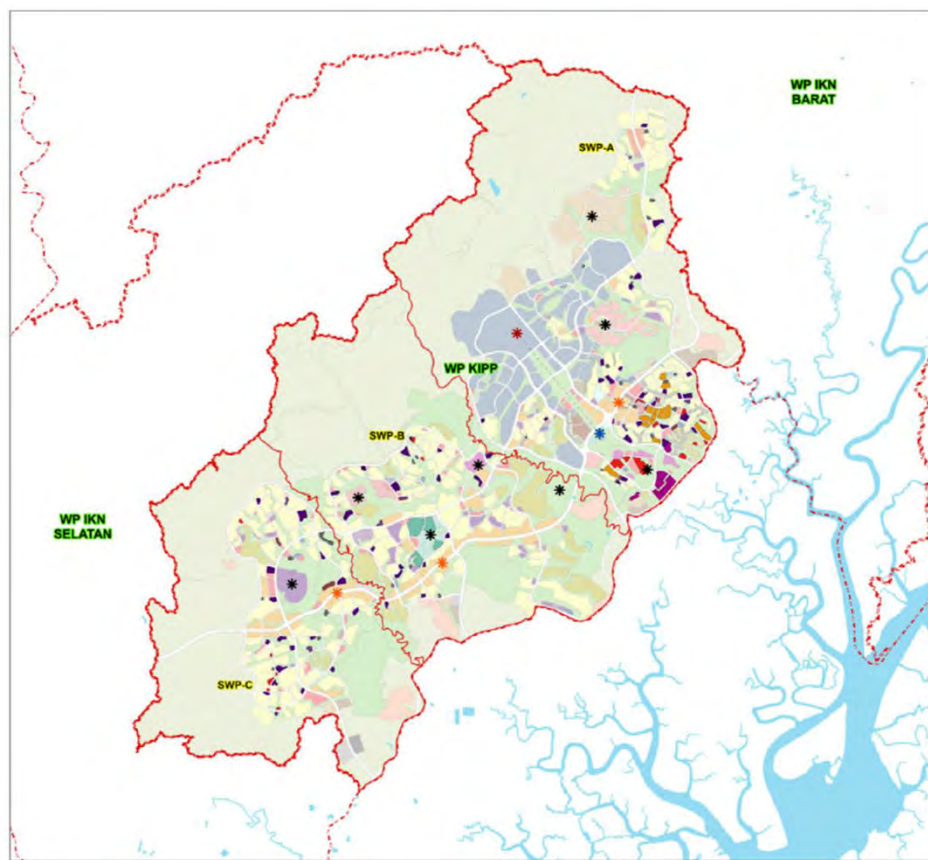 WP IKN
BARAT
SWP-A
WP KIPP
SWP-B
WP IKN
SELATAN
SWP-C